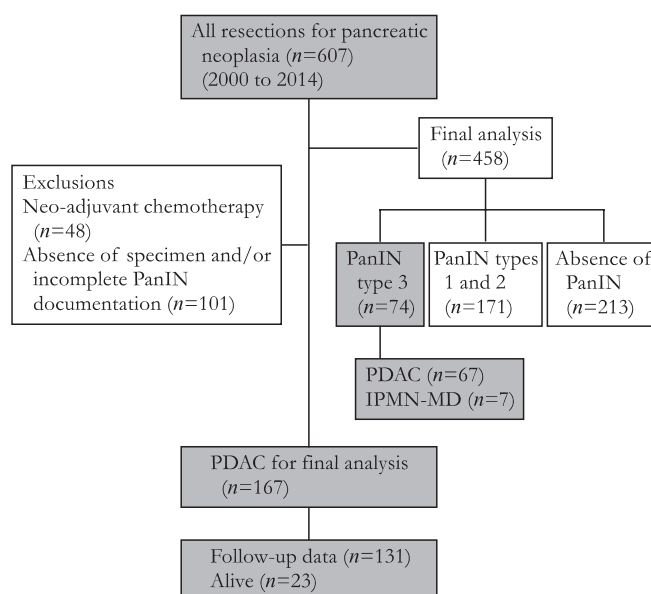 All resections for pancreatic
neoplasia (n=607)
(2000 to 2014)
Final analysis
(n=458)
Exclusions
Neo-adjuvant chemotherapy
(n=48)
Absence of specimen and/or
incomplete PanIN
documentation (n=101)
PanIN
type 3
(n=74)
PanIN types
1 and 2
(n=171)
Absence of
PanIN
(n=213)
PDAC (n=67)
IPMN-MD (n=7)
PDAC for final analysis
(n=167)
Follow-up data (n=131)
Alive (n=23)